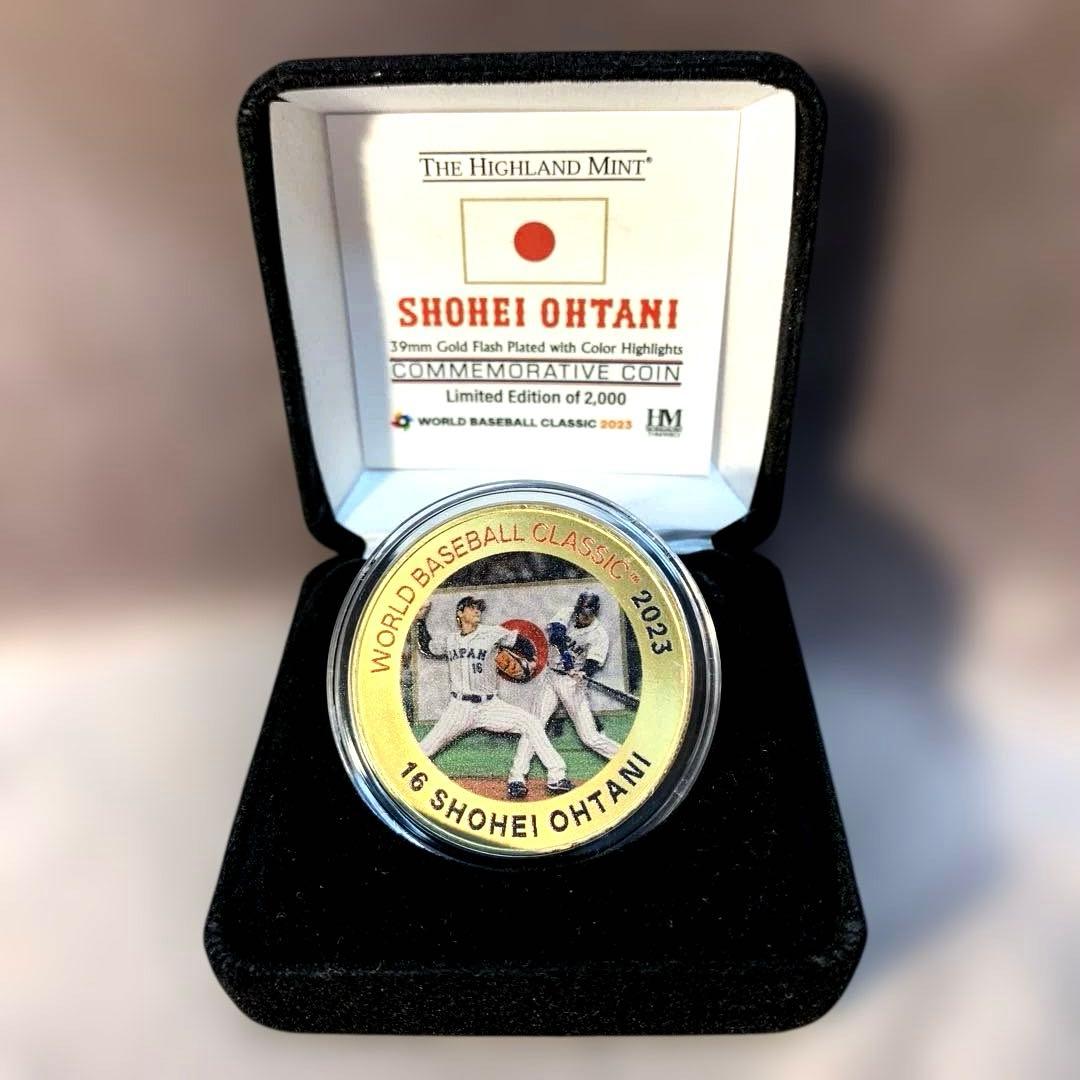 THE HIGHLAND MINT®
SHOHEI OHTANI
39mm Gold Flash Plated with Color Highlights
COMMEMORATIVE COIN
Limited Edition of 2,000
WORLD BASEBALL CLASSIC 2023
HM
WORLD BASEBALL CLASSIC™ 2023
JAPAN
16
16 SHOHEI OHTANI